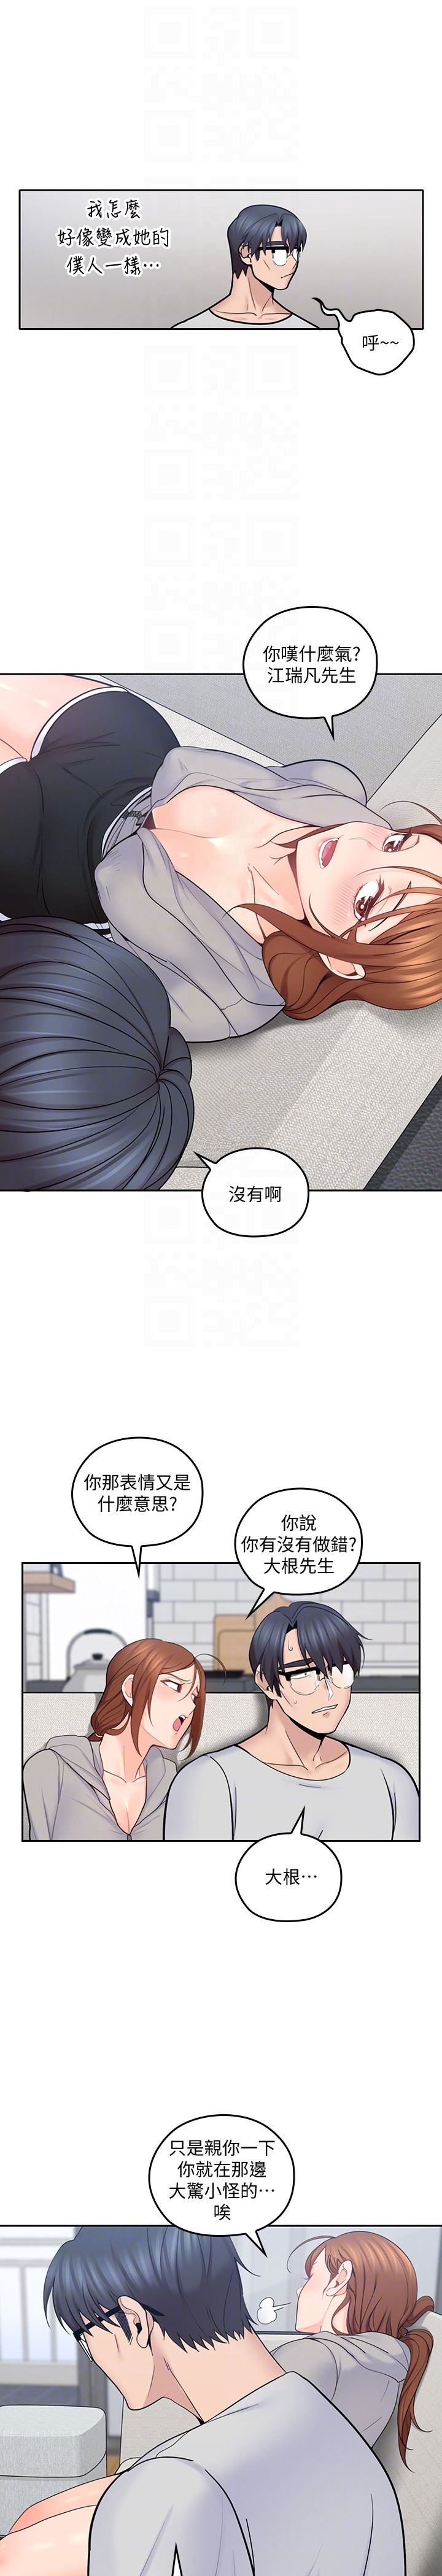 我怎麼
好像變成她的
僕人一樣⋯
呼~~
你嘆什麼氣?
江瑞凡先生
沒有啊
你那表情又是
什麼意思?
你說
你有沒有做錯?
大根先生
大根⋯
只是親你一下
你就在那邊
大驚小怪的⋯
唉